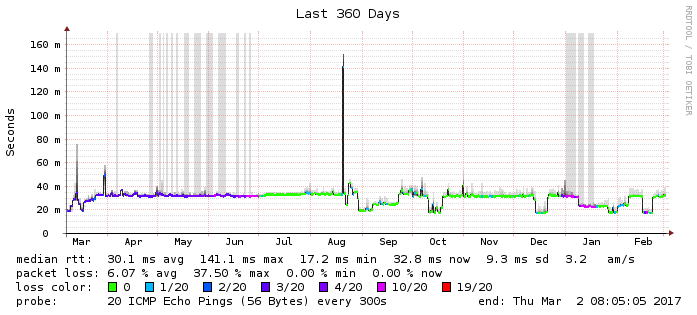 Last 360 Days
RRDTOOL / TOBI OETIKER
Seconds
160 m
140 m
120 m
100 m
80 m
60 m
40 m
20 m
0
Mar Apr May Jun Jul Aug Sep Oct Nov Dec Jan Feb
median rtt: 30.1 ms avg 141.1 ms max 17.2 ms min 32.8 ms now 9.3 ms sd 3.2 am/s
packet loss: 6.07 % avg 37.50 % max 0.00 % min 0.00 % now
loss color: 0 1/20 2/20 3/20 4/20 10/20 19/20
probe: 20 ICMP Echo Pings (56 Bytes) every 300s end: Thu Mar 2 08:05:05 2017